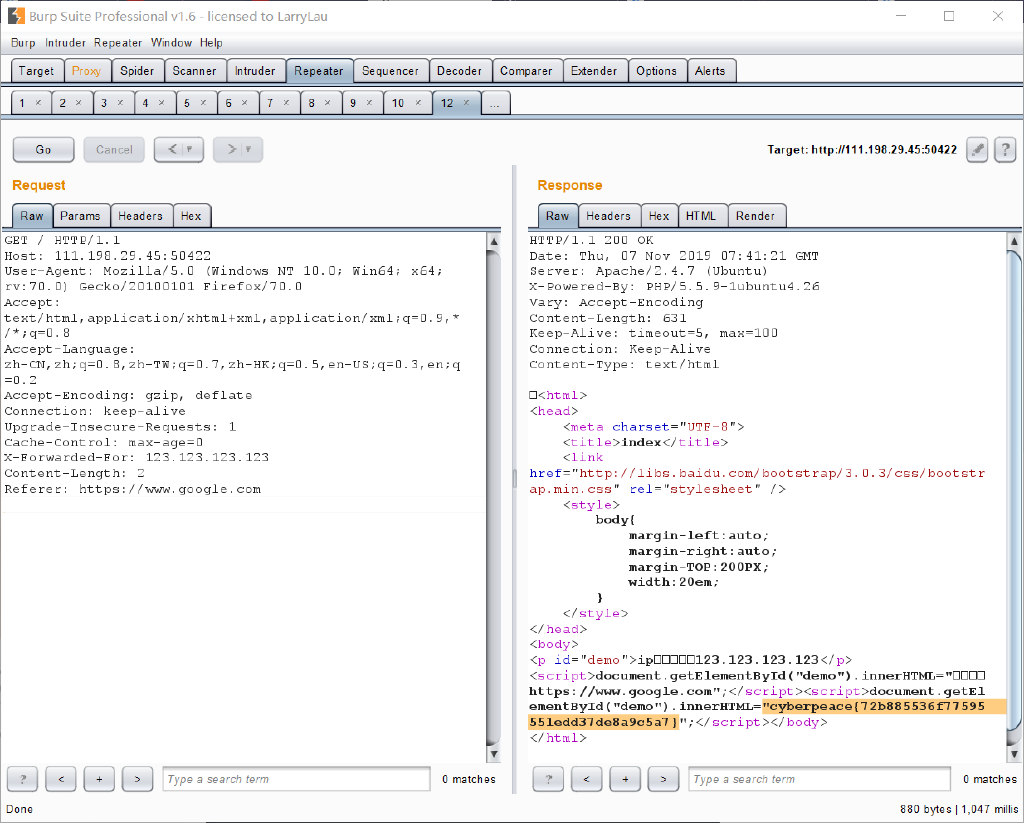 Burp Suite Professional v1.6 - licensed to LarryLau
Burp Intruder Repeater Window Help
Target Proxy Spider Scanner Intruder Repeater Sequencer Decoder Comparer Extender Options Alerts
1 × 2 × 3 × 4 × 5 × 6 × 7 × 8 × 9 × 10 × 12 × ...
Go Cancel < > Target: http://111.198.29.45:50422 ?
Request
Raw Params Headers Hex
GET / HTTP/1.1
Host: 111.198.29.45:50422
User-Agent: Mozilla/5.0 (Windows NT 10.0; Win64; x64;
rv:70.0) Gecko/20100101 Firefox/70.0
Accept:
text/html,application/xhtml+xml,application/xml;q=0.9,*
/*;q=0.8
Accept-Language:
zh-CN,zh;q=0.8,zh-TW;q=0.7,zh-HK;q=0.5,en-US;q=0.3,en;q
=0.2
Accept-Encoding: gzip, deflate
Connection: keep-alive
Upgrade-Insecure-Requests: 1
Cache-Control: max-age=0
X-Forwarded-For: 123.123.123.123
Content-Length: 2
Referer: https://www.google.com
? < + > Type a search term 0 matches
Response
Raw Headers Hex HTML Render
HTTP/1.1 200 OK
Date: Thu, 07 Nov 2019 07:41:21 GMT
Server: Apache/2.4.7 (Ubuntu)
X-Powered-By: PHP/5.5.9-1ubuntu4.26
Vary: Accept-Encoding
Content-Length: 631
Keep-Alive: timeout=5, max=100
Connection: Keep-Alive
Content-Type: text/html
□<html>
<head>
<meta charset="UTF-8">
<title>index</title>
<link
href="http://libs.baidu.com/bootstrap/3.0.3/css/bootstr
ap.min.css" rel="stylesheet" />
<style>
body{
margin-left:auto;
margin-right:auto;
margin-TOP:200PX;
width:20em;
}
</style>
</head>
<body>
<p id="demo">ip□□□□□123.123.123.123</p>
<script>document.getElementById("demo").innerHTML="□□□□
https://www.google.com";</script><script>document.getEl
ementById("demo").innerHTML="cyberpeace{72b885536f77595
551edd37de8a9c5a7}";</script></body>
</html>
? < + > Type a search term 0 matches
Done
880 bytes | 1,047 millis